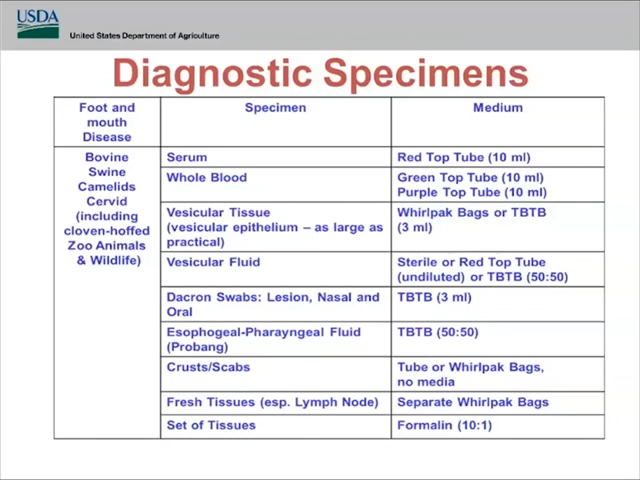 USDA
United States Department of Agriculture
Diagnostic Specimens
Foot and
mouth
Disease
Specimen
Medium
Bovine
Swine
Camelids
Cervid
(including
cloven-hoffed
Zoo Animals
& Wildlife)
Serum
Red Top Tube (10 ml)
Whole Blood
Green Top Tube (10 ml)
Purple Top Tube (10 ml)
Vesicular Tissue
(vesicular epithelium – as large as
practical)
Whirlpak Bags or TBTB
(3 ml)
Vesicular Fluid
Sterile or Red Top Tube
(undiluted) or TBTB (50:50)
Dacron Swabs: Lesion, Nasal and
Oral
TBTB (3 ml)
Esophogeal-Pharayngeal Fluid
(Probang)
TBTB (50:50)
Crusts/Scabs
Tube or Whirlpak Bags,
no media
Fresh Tissues (esp. Lymph Node)
Separate Whirlpak Bags
Set of Tissues
Formalin (10:1)